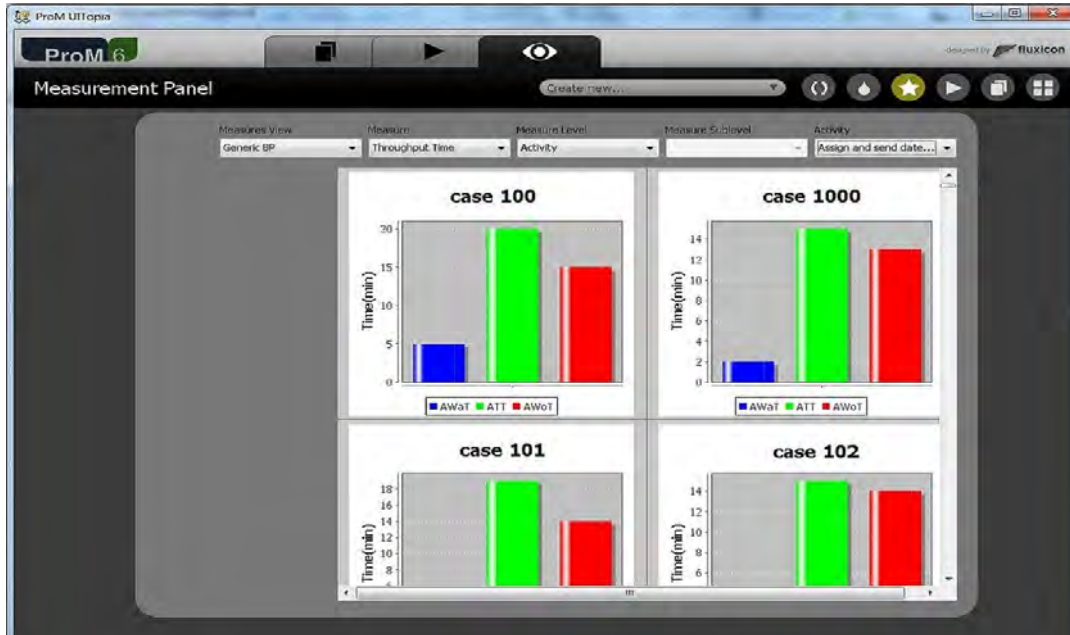 ProM UITopia
ProM 6
designed by fluxicon
Measurement Panel
Create new...
Measures View
Measure
Measure Level
Measure Sublevel
Activity
Generic BP
Throughput Time
Activity
Assign and send date...
case 100
Time(min)
20
15
10
5
0
AWaT ATT AWoT
case 1000
Time(min)
14
12
10
8
6
4
2
0
AWaT ATT AWoT
case 101
Time(min)
18
16
14
12
10
8
6
case 102
Time(min)
14
12
10
8
6